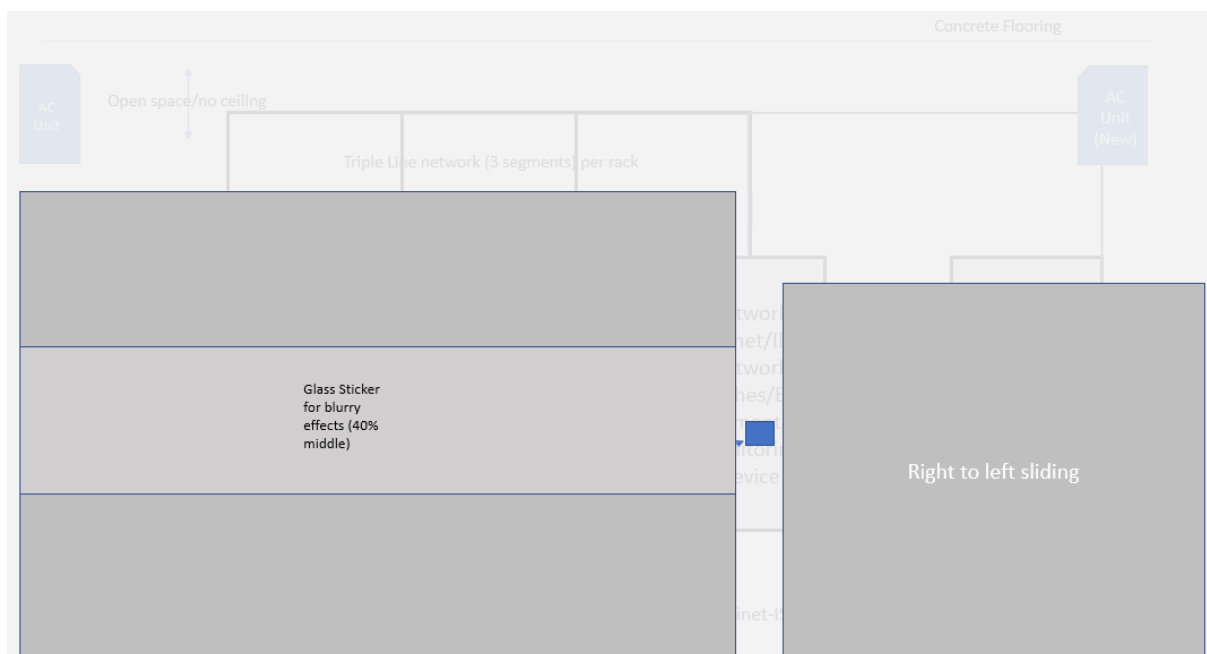 Concrete Flooring
AC
Unit
Open space/no ceiling
AC
Unit
(New)
Triple Line network (3 segments) per rack
Glass Sticker
for blurry
effects (40%
middle)
Right to left sliding